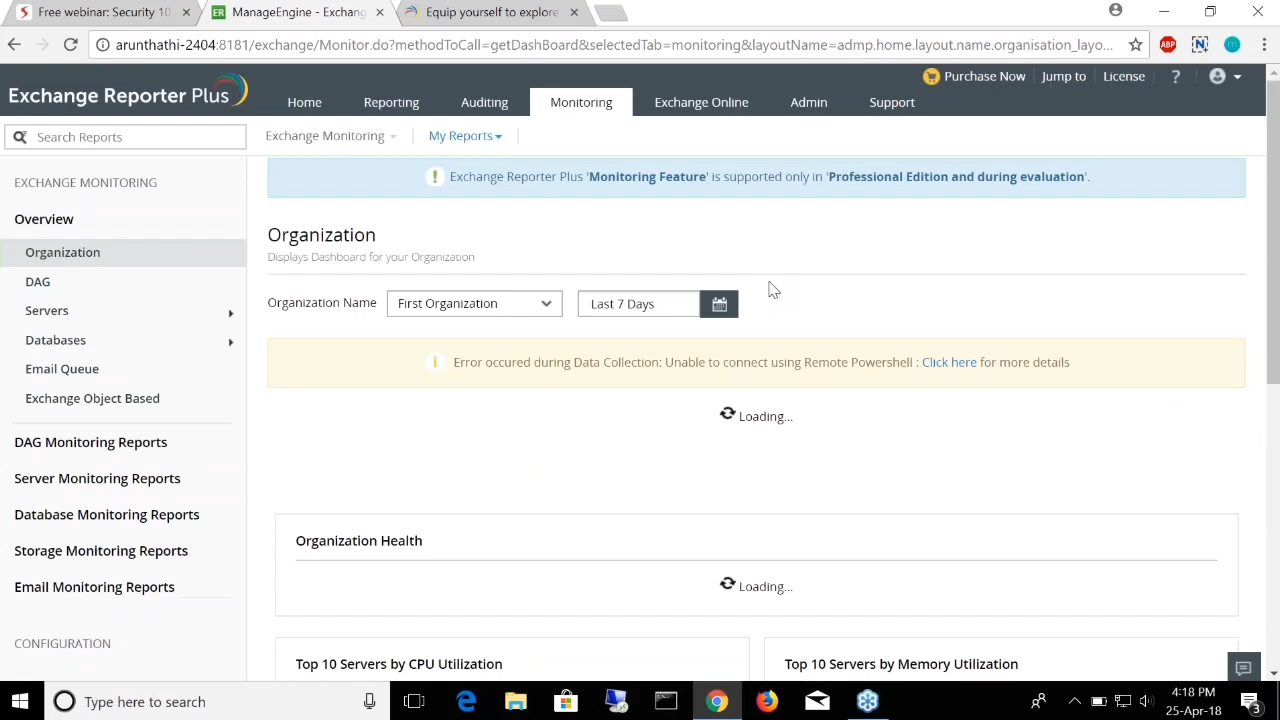 Free webinar: Security 10
ManageEngine - Exchang
Equip yourself to explore
arunthathi-2404:8181/exchange/Monitor.do?methodToCall=getDashBoard&selectedTab=monitoring&layoutName=admp.home.layout.name.organisation_layo...
ABP
N
m
Exchange Reporter Plus
Purchase Now
Jump to
License
?
Home
Reporting
Auditing
Monitoring
Exchange Online
Admin
Support
Search Reports
Exchange Monitoring
My Reports
EXCHANGE MONITORING
Overview
Organization
DAG
Servers
Databases
Email Queue
Exchange Object Based
DAG Monitoring Reports
Server Monitoring Reports
Database Monitoring Reports
Storage Monitoring Reports
Email Monitoring Reports
CONFIGURATION
Exchange Reporter Plus 'Monitoring Feature' is supported only in 'Professional Edition and during evaluation'.
Organization
Displays Dashboard for your Organization
Organization Name
First Organization
Last 7 Days
Error occured during Data Collection: Unable to connect using Remote Powershell : Click here for more details
Loading...
Organization Health
Loading...
Top 10 Servers by CPU Utilization
Top 10 Servers by Memory Utilization
Type here to search
4:18 PM
25-Apr-18
3